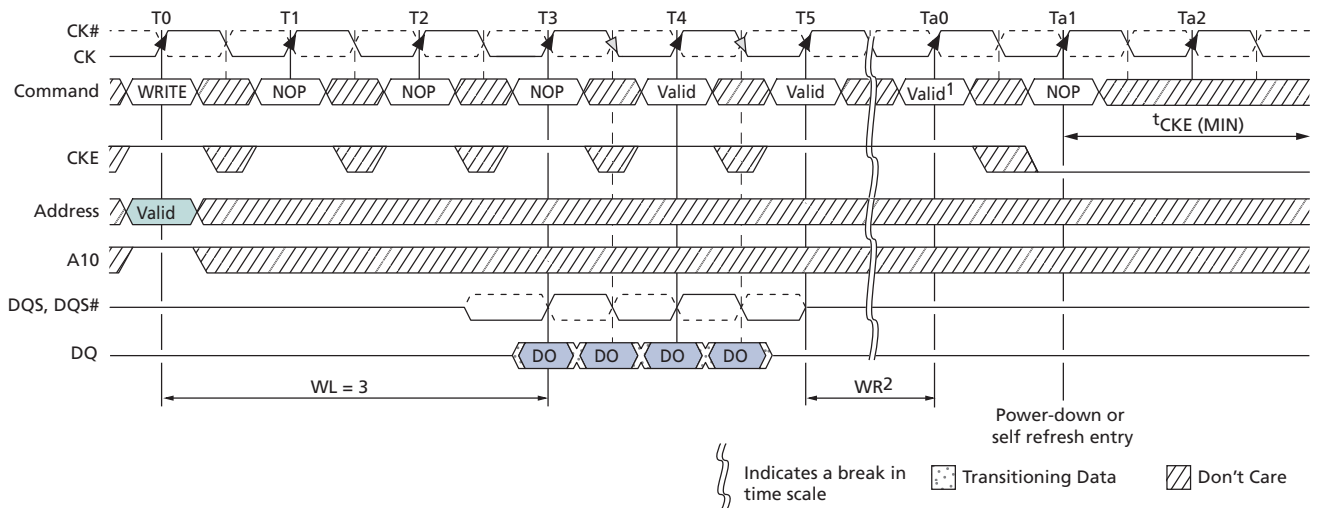 T0 T1 T2 T3 T4 T5 Ta0 Ta1 Ta2
CK#
CK
Command WRITE NOP NOP NOP Valid Valid Valid1 NOP
tCKE (MIN)
CKE
Address Valid
A10
DQS, DQS#
DQ DO DO DO DO
WL = 3 WR2
Power-down or
self refresh entry
Indicates a break in
time scale
Transitioning Data
Don't Care